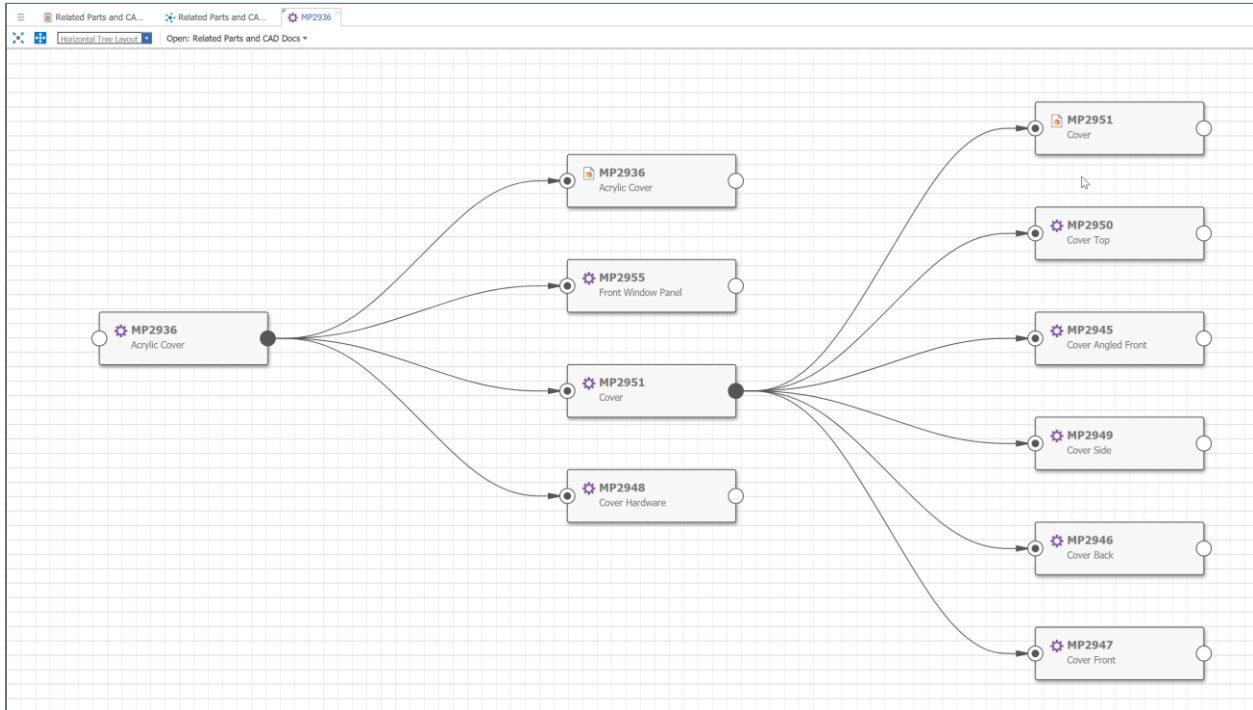 Related Parts and CA...
Related Parts and CA...
MP2936
Horizontal Tree Layout
Open: Related Parts and CAD Docs
MP2936
Acrylic Cover
MP2936
Acrylic Cover
MP2955
Front Window Panel
MP2951
Cover
MP2948
Cover Hardware
MP2951
Cover
MP2950
Cover Top
MP2945
Cover Angled Front
MP2949
Cover Side
MP2946
Cover Back
MP2947
Cover Front